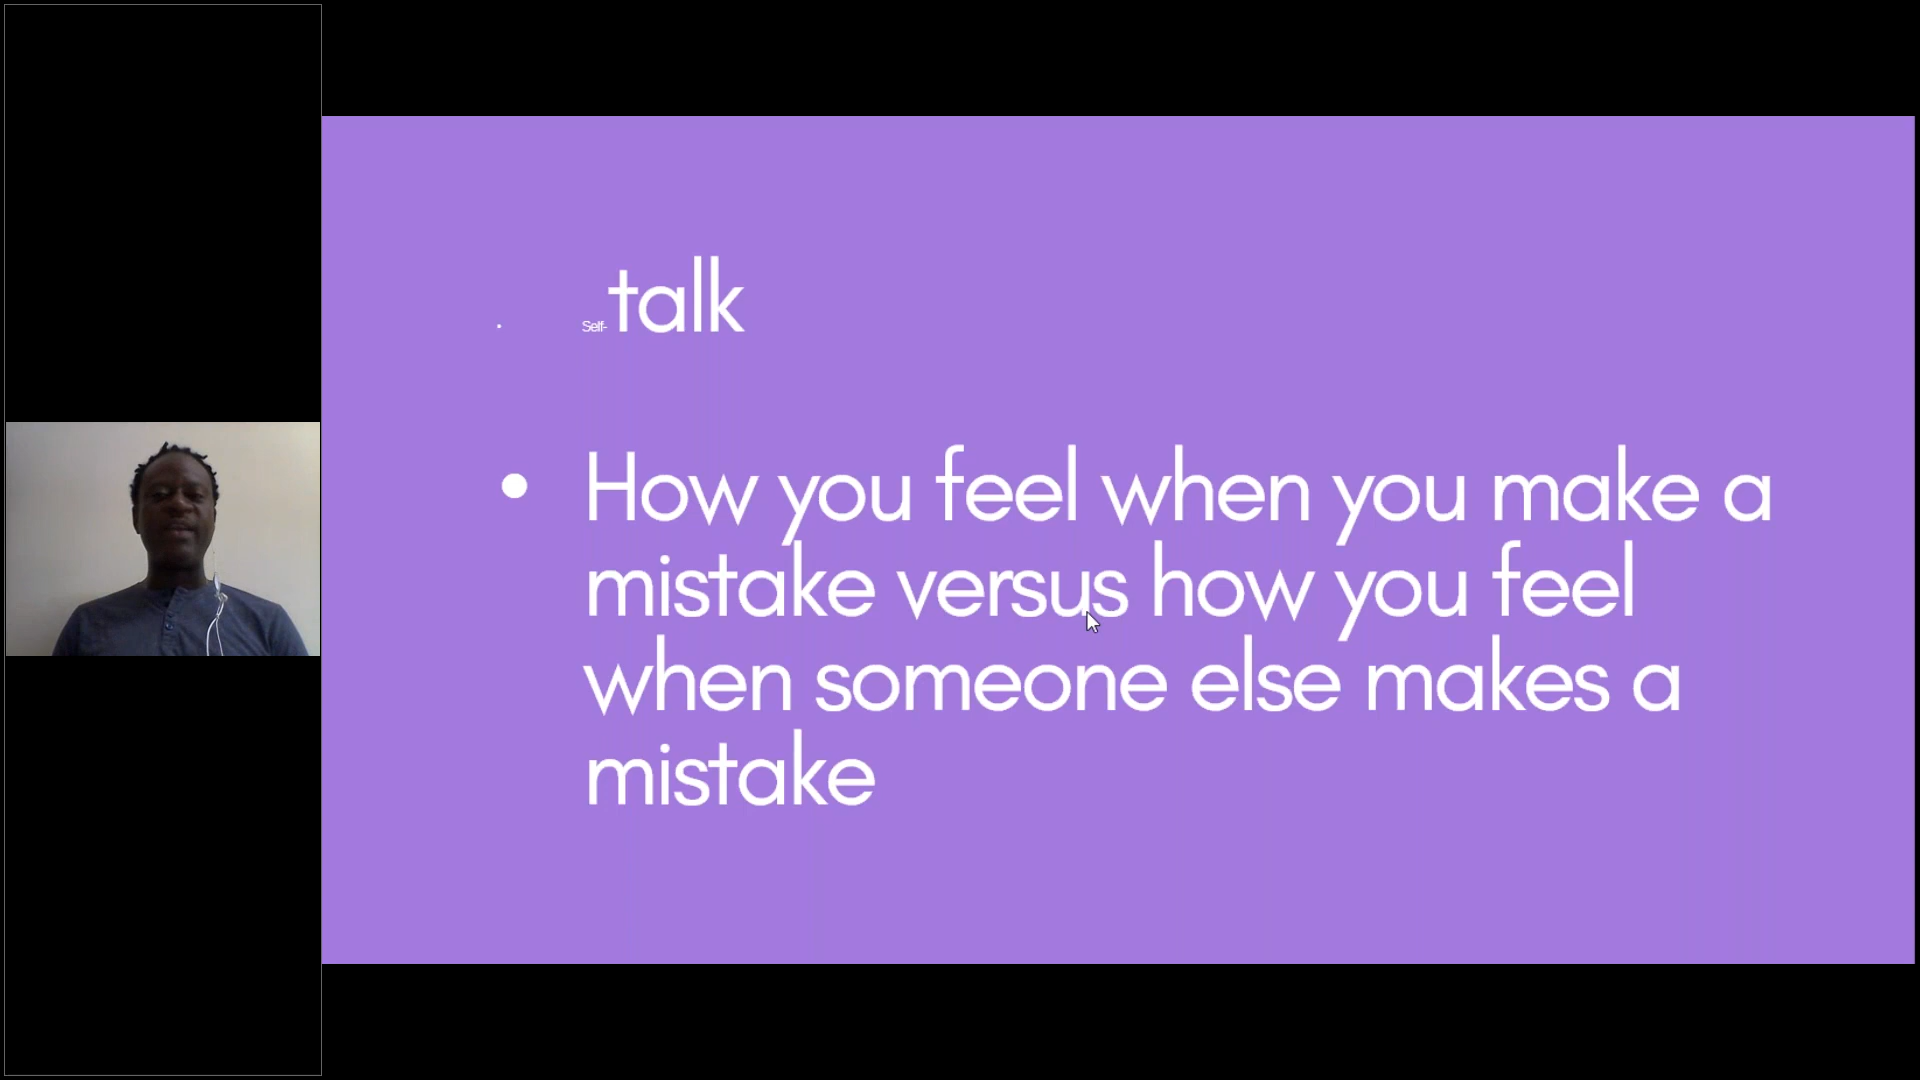 • Self-talk
• How you feel when you make a
mistake versus how you feel
when someone else makes a
mistake